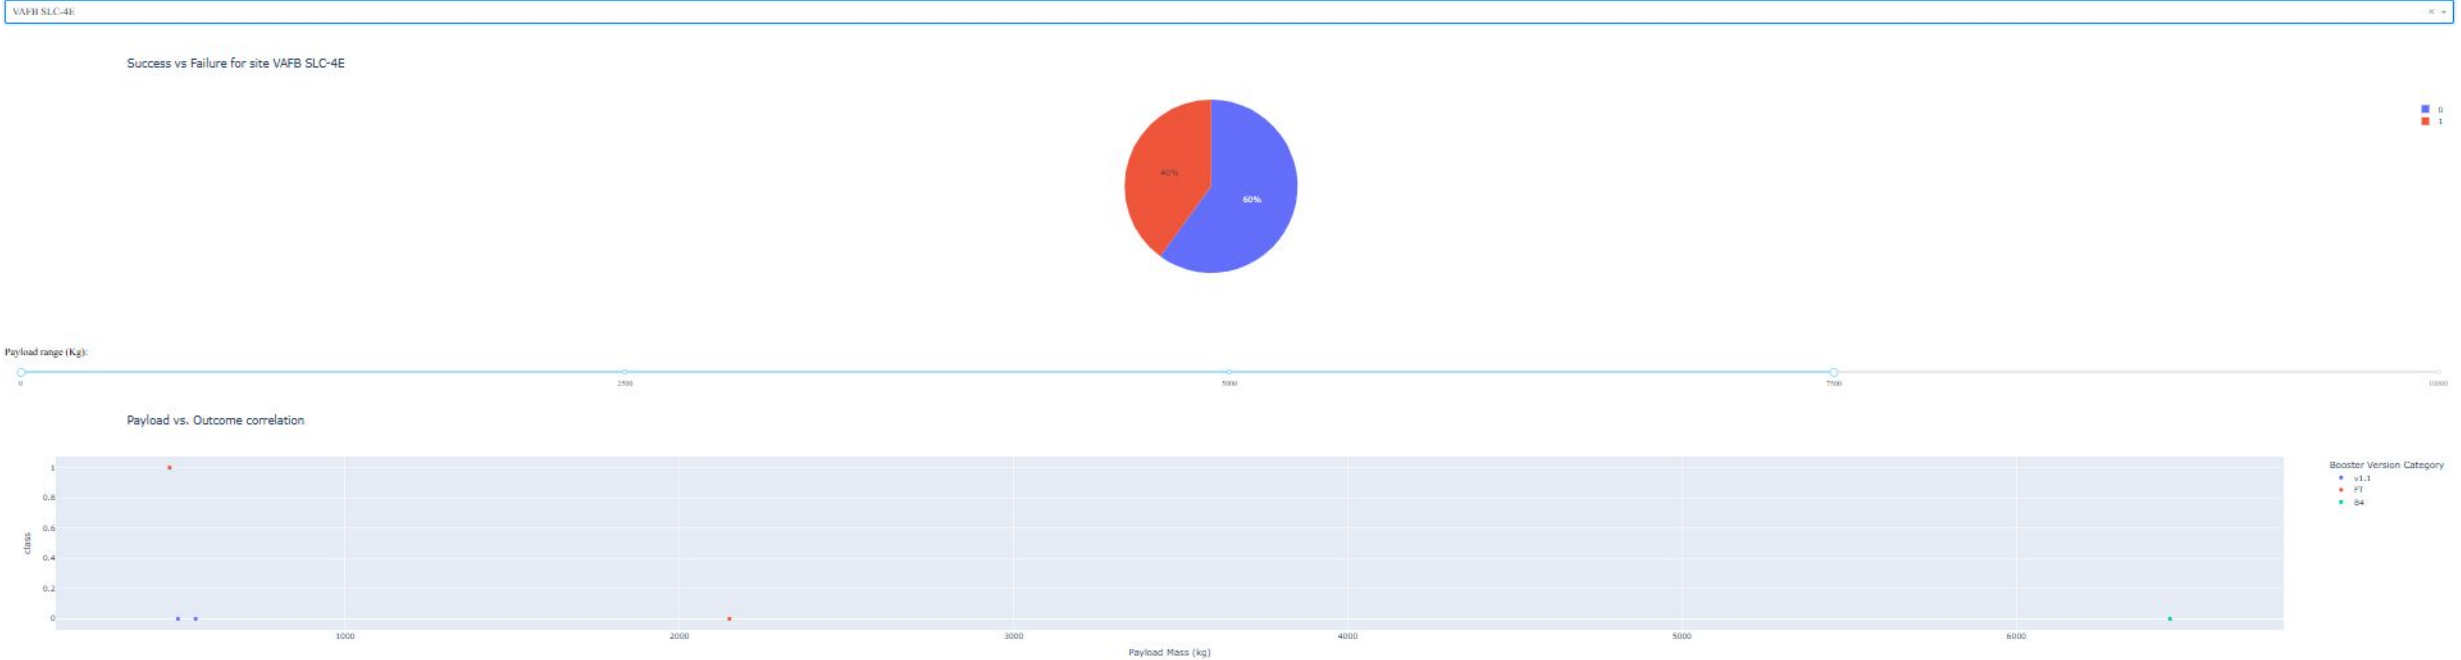 VAFB SLC-4E
× ▾
Success vs Failure for site VAFB SLC-4E
0
1
40%
60%
Payload range (Kg):
0 2500 5000 7500 10000
Payload vs. Outcome correlation
Booster Version Category
v1.1
FT
B4
1
0.8
0.6
0.4
0.2
0
class
1000 2000 3000 4000 5000 6000
Payload Mass (kg)